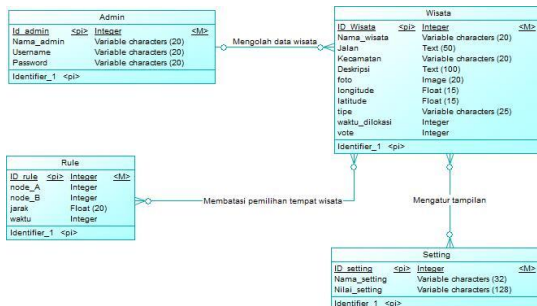 Admin
Id_admin <pi> Integer <M>
Nama_admin Variable characters (20)
Username Variable characters (20)
Password Variable characters (20)
Identifier_1 <pi>
Mengolah data wisata
Wisata
ID_Wisata <pi> Integer <M>
Nama_wisata Variable characters (20)
Jalan Text (50)
Kecamatan Variable characters (20)
Deskripsi Text (100)
foto Image (20)
longitude Float (15)
latitude Float (15)
tipe Variable characters (25)
waktu_dilokasi Integer
vote Integer
Identifier_1 <pi>
Rule
ID_rule <pi> Integer <M>
node_A Integer
node_B Integer
jarak Float (20)
waktu Integer
Identifier_1 <pi>
Membatasi pemilihan tempat wisata
Mengatur tampilan
Setting
ID_setting <pi> Integer <M>
Nama_setting Variable characters (32)
Nilai_setting Variable characters (128)
Identifier_1 <pi>